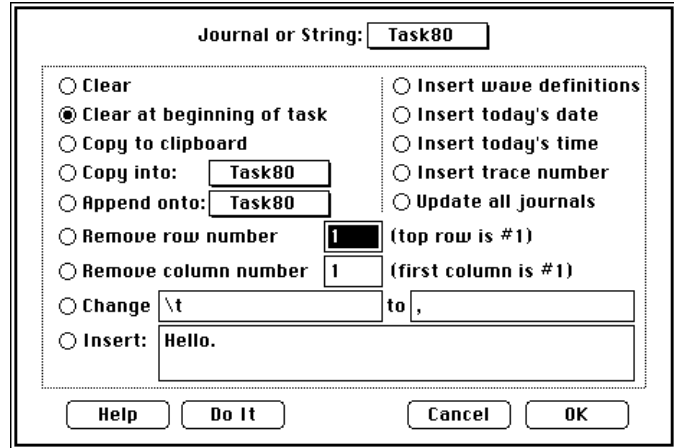 Journal or String: Task80
Clear
Clear at beginning of task
Copy to clipboard
Copy into: Task80
Append onto: Task80
Insert wave definitions
Insert today's date
Insert today's time
Insert trace number
Update all journals
Remove row number 1 (top row is #1)
Remove column number 1 (first column is #1)
Change \t to ,
Insert: Hello.
Help Do It Cancel OK